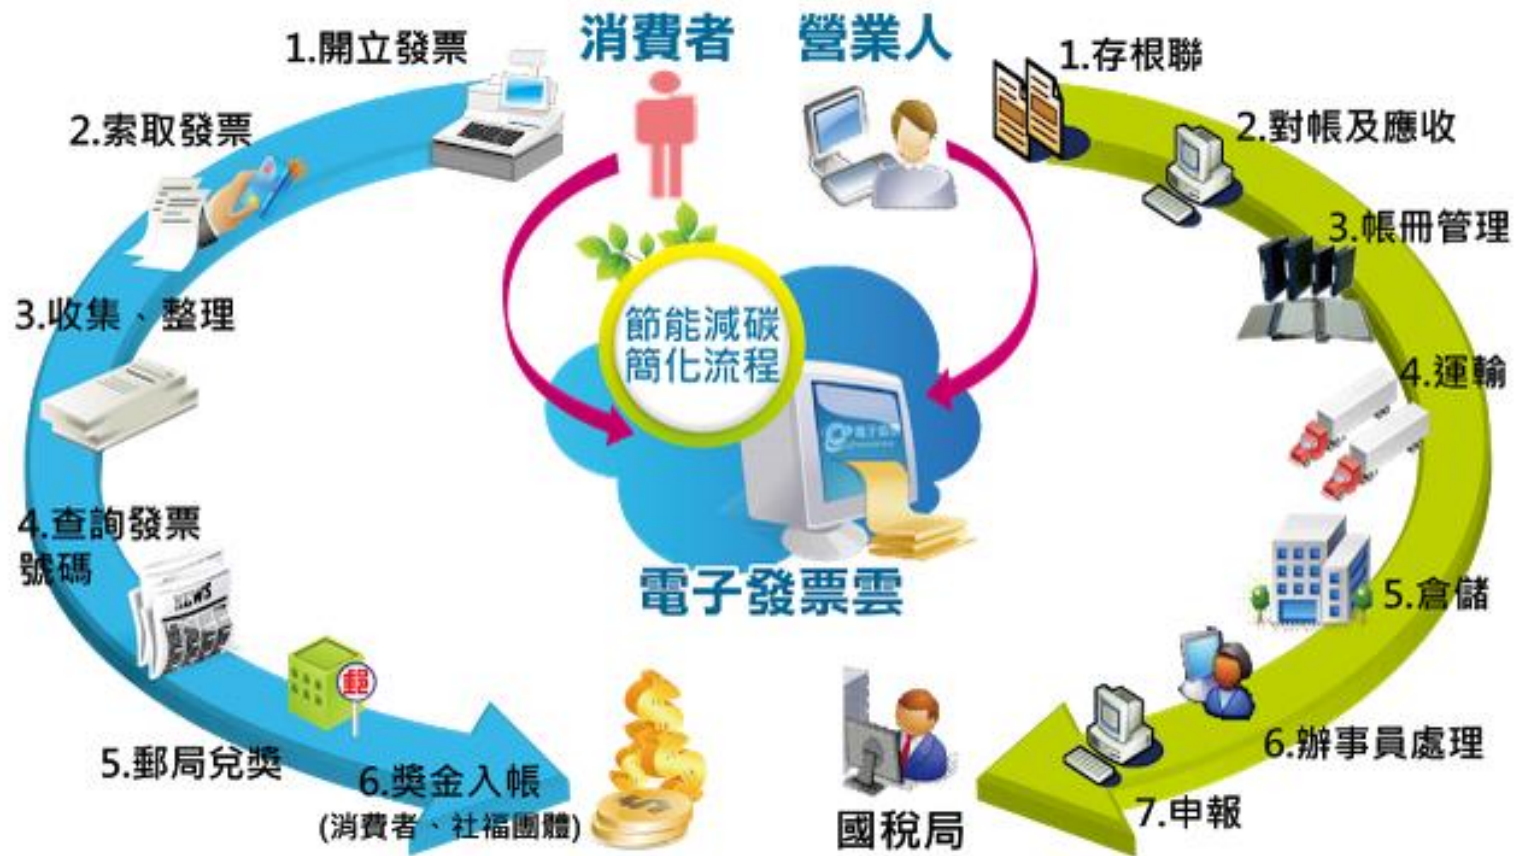 消費者
營業人
1.開立發票
2.索取發票
3.收集、整理
4.查詢發票
號碼
5.郵局兌獎
6.獎金入帳
(消費者、社福團體)
郵
NEWS
節能減碳
簡化流程
電子發票雲
1.存根聯
2.對帳及應收
3.帳冊管理
4.運輸
5.倉儲
6.辦事員處理
7.申報
國稅局